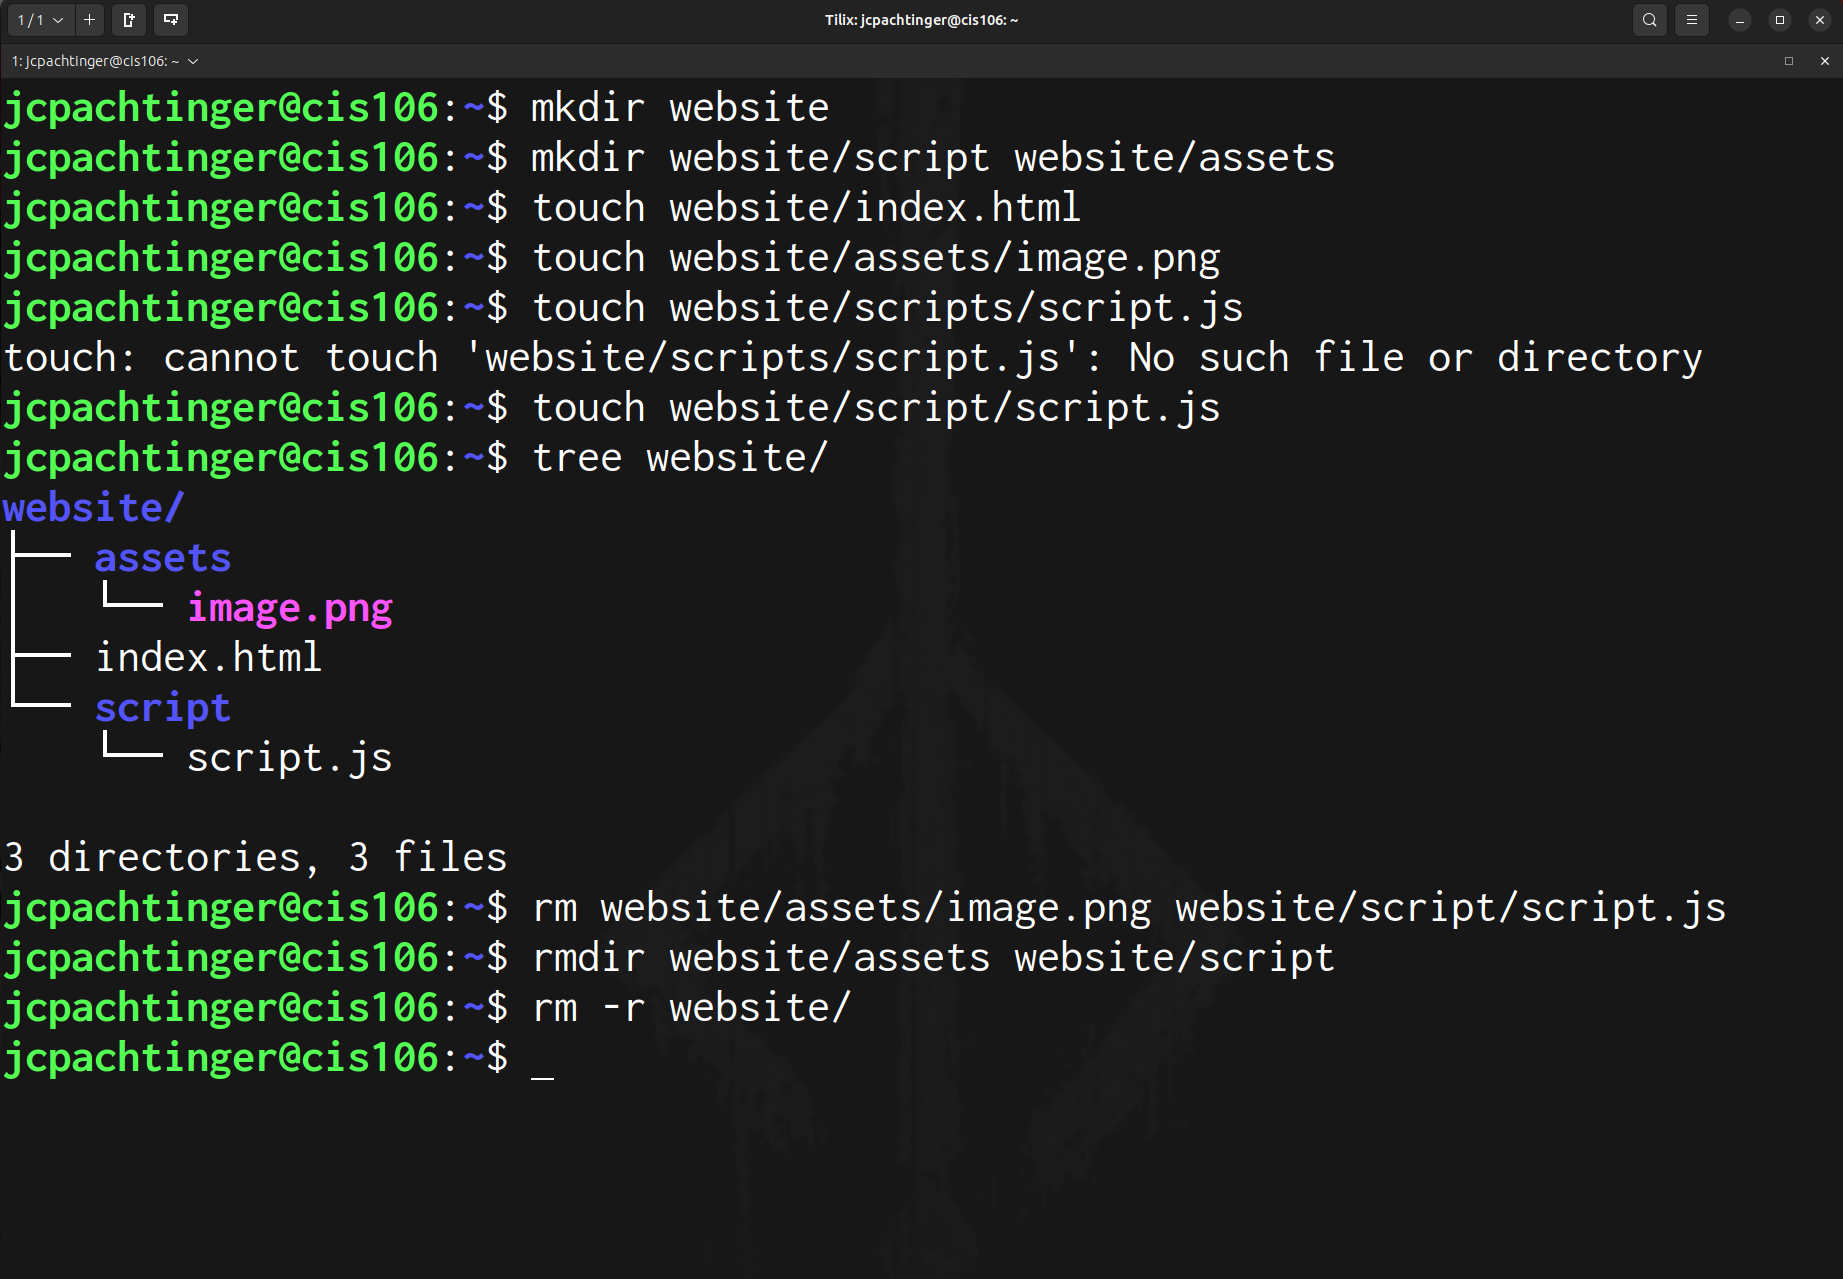 1 / 1
Tilix: jcpachtinger@cis106: ~
1: jcpachtinger@cis106: ~
jcpachtinger@cis106:~$ mkdir website
jcpachtinger@cis106:~$ mkdir website/script website/assets
jcpachtinger@cis106:~$ touch website/index.html
jcpachtinger@cis106:~$ touch website/assets/image.png
jcpachtinger@cis106:~$ touch website/scripts/script.js
touch: cannot touch 'website/scripts/script.js': No such file or directory
jcpachtinger@cis106:~$ touch website/script/script.js
jcpachtinger@cis106:~$ tree website/
website/
├── assets
│   └── image.png
├── index.html
└── script
    └── script.js

3 directories, 3 files
jcpachtinger@cis106:~$ rm website/assets/image.png website/script/script.js
jcpachtinger@cis106:~$ rmdir website/assets website/script
jcpachtinger@cis106:~$ rm -r website/
jcpachtinger@cis106:~$ _